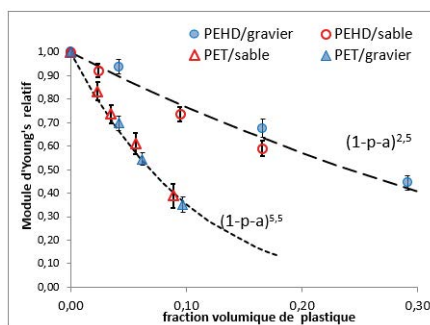 PEHD/gravier PEHD/sable
PET/sable PET/gravier
1,00
0,90
0,80
0,70
0,60
0,50
0,40
0,30
0,20
0,10
0,00
Module d'Young's relatif
(1-p-a)^2,5
(1-p-a)^5,5
0,00 0,10 0,20 0,30
fraction volumique de plastique